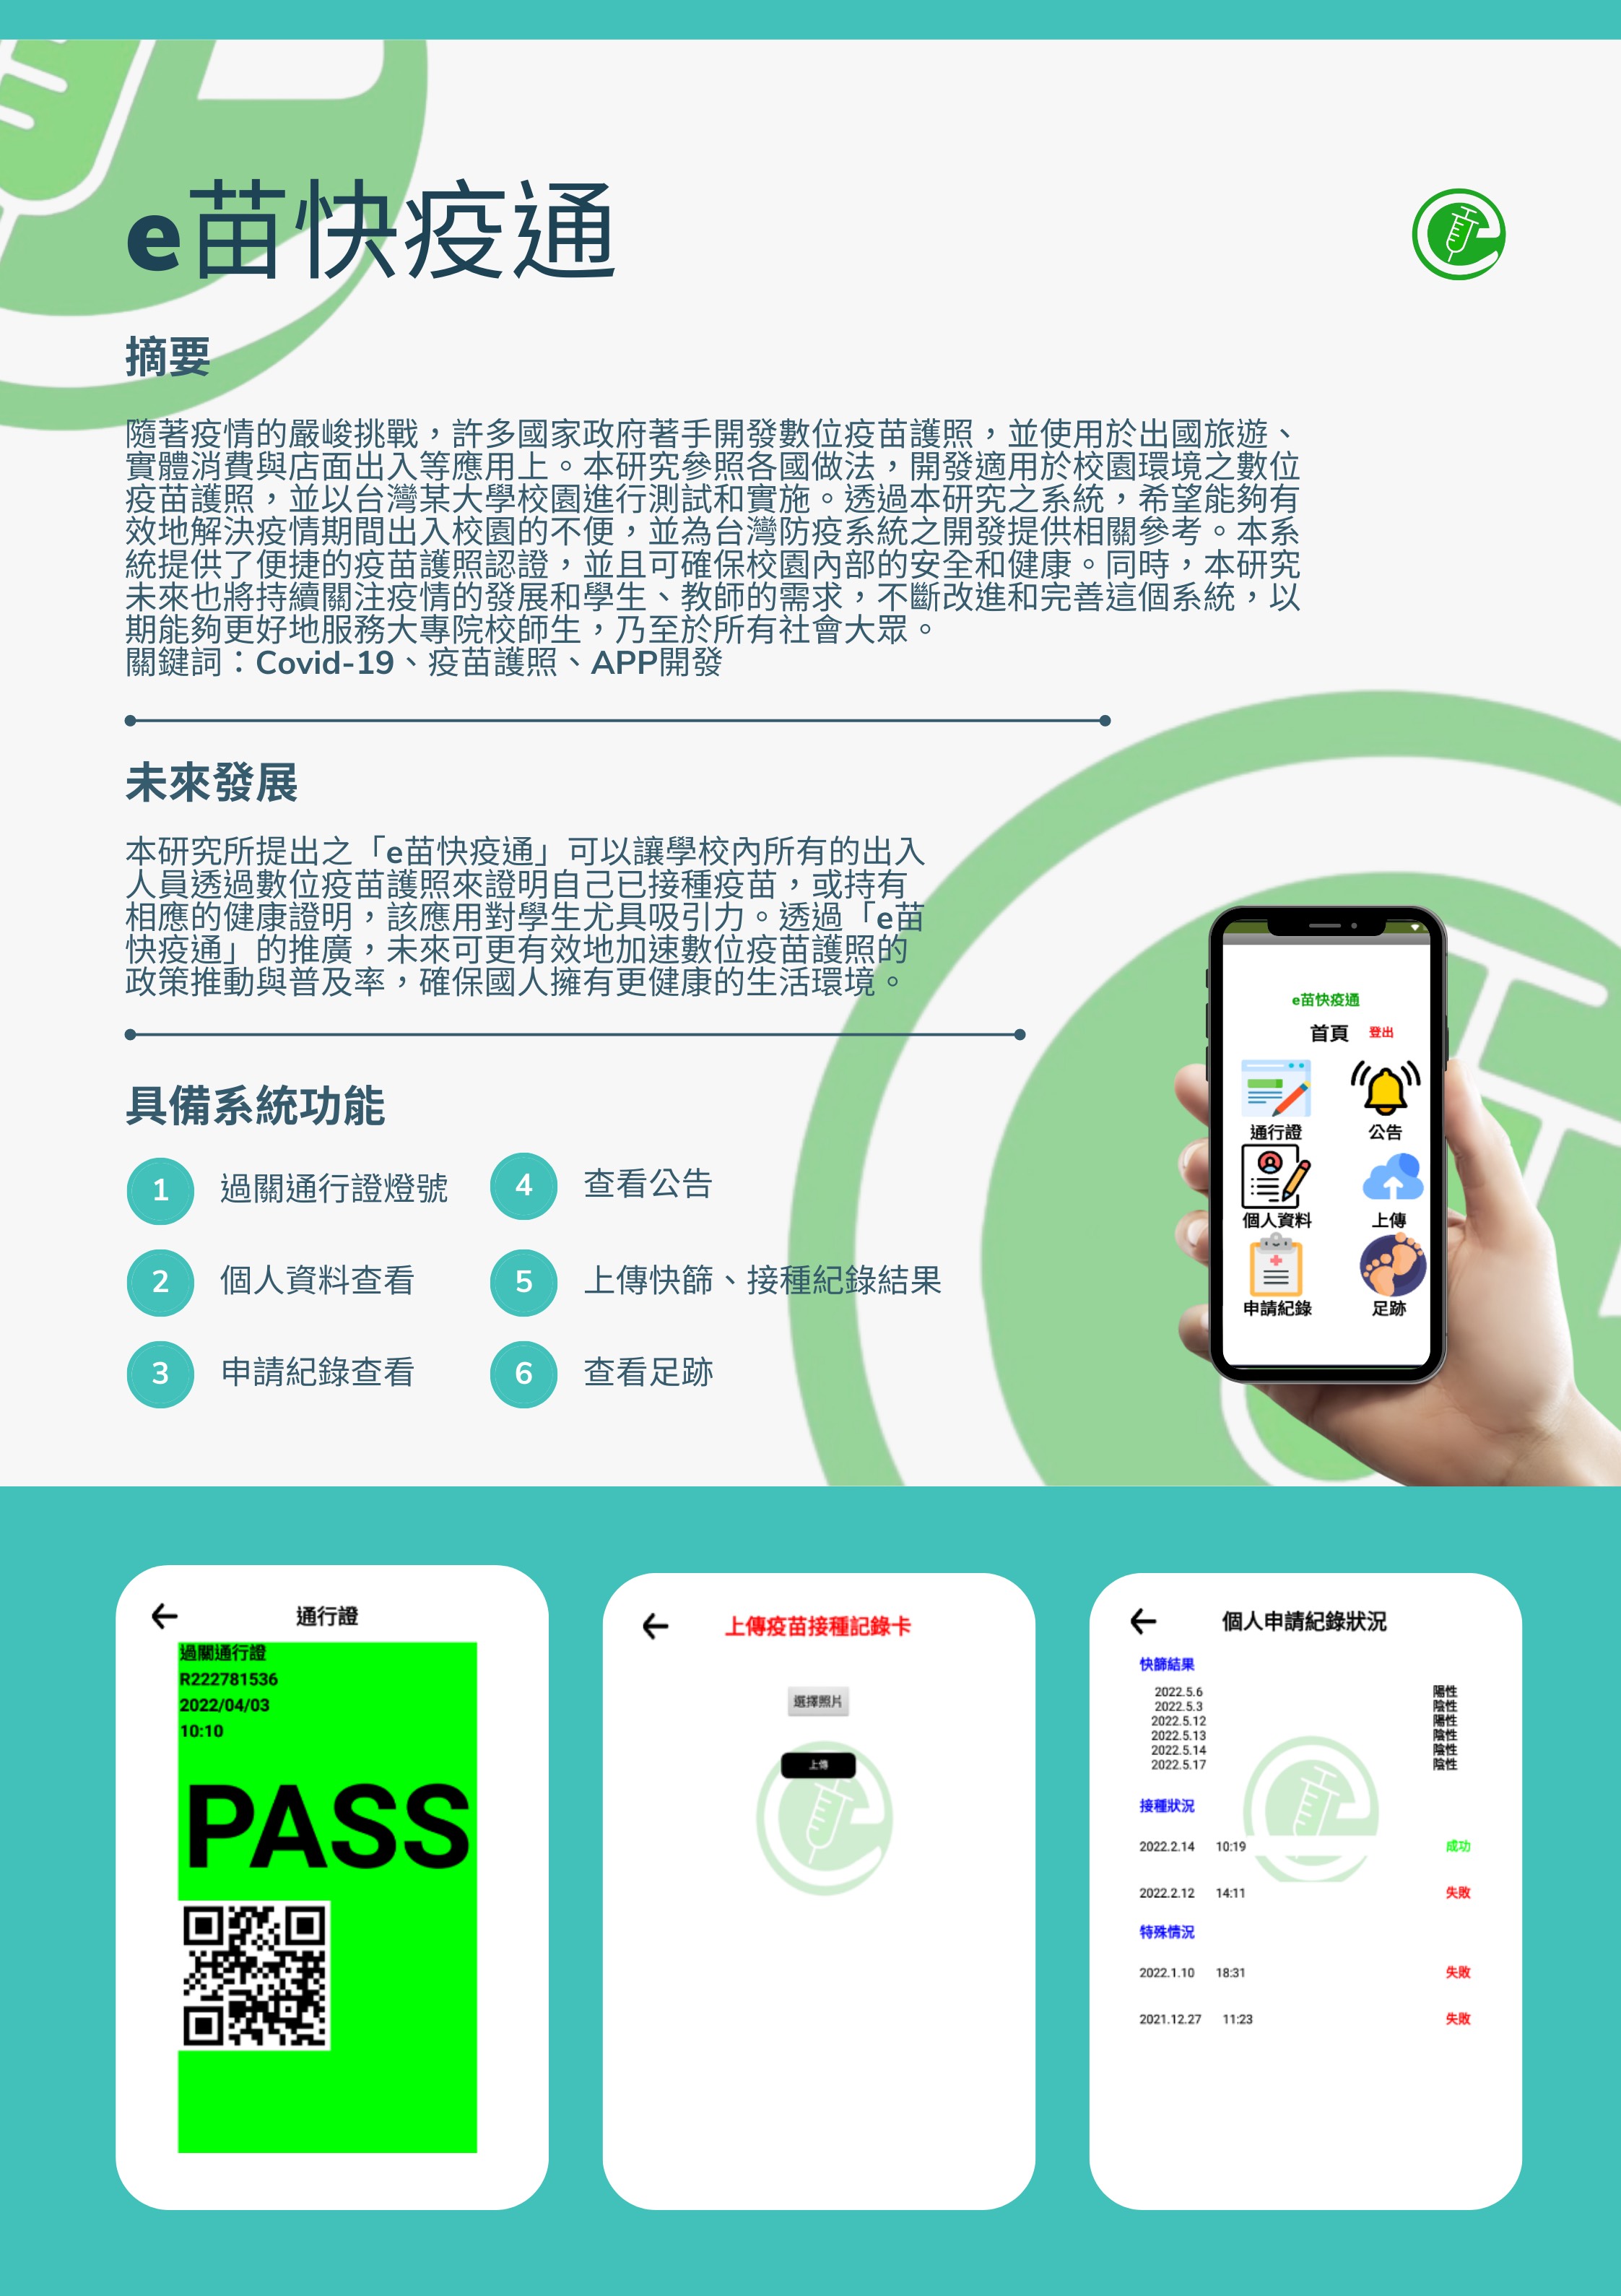 e苗快疫通
摘要
隨著疫情的嚴峻挑戰，許多國家政府著手開發數位疫苗護照，並使用於出國旅遊、
實體消費與店面出入等應用上。本研究參照各國做法，開發適用於校園環境之數位
疫苗護照，並以台灣某大學校園進行測試和實施。透過本研究之系統，希望能夠有
效地解決疫情期間出入校園的不便，並為台灣防疫系統之開發提供相關參考。本系
統提供了便捷的疫苗護照認證，並且可確保校園內部的安全和健康。同時，本研究
未來也將持續關注疫情的發展和學生、教師的需求，不斷改進和完善這個系統，以
期能夠更好地服務大專院校師生，乃至於所有社會大眾。
關鍵詞：Covid-19、疫苗護照、APP開發
未來發展
本研究所提出之「e苗快疫通」可以讓學校內所有的出入
人員透過數位疫苗護照來證明自己已接種疫苗，或持有
相應的健康證明，該應用對學生尤具吸引力。透過「e苗
快疫通」的推廣，未來可更有效地加速數位疫苗護照的
政策推動與普及率，確保國人擁有更健康的生活環境。
具備系統功能
1 過關通行證燈號
2 個人資料查看
3 申請紀錄查看
4 查看公告
5 上傳快篩、接種紀錄結果
6 查看足跡
e苗快疫通
首頁 登出
通行證 公告
個人資料 上傳
申請紀錄 足跡
通行證
過關通行證
R222781536
2022/04/03
10:10
PASS
上傳疫苗接種記錄卡
選擇照片
上傳
個人申請紀錄狀況
快篩結果
2022.5.6 陽性
2022.5.3 陰性
2022.5.12 陽性
2022.5.13 陰性
2022.5.14 陰性
2022.5.17 陰性
接種狀況
2022.2.14 10:19 成功
2022.2.12 14:11 失敗
特殊情況
2022.1.10 18:31 失敗
2021.12.27 11:23 失敗